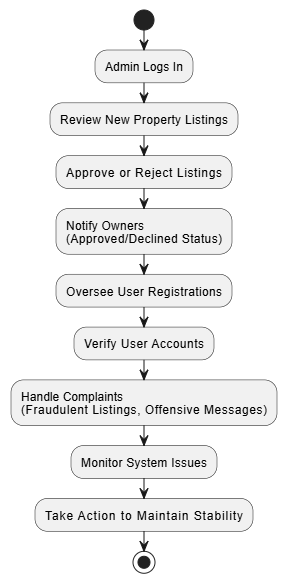 Admin Logs In
Review New Property Listings
Approve or Reject Listings
Notify Owners
(Approved/Declined Status)
Oversee User Registrations
Verify User Accounts
Handle Complaints
(Fraudulent Listings, Offensive Messages)
Monitor System Issues
Take Action to Maintain Stability